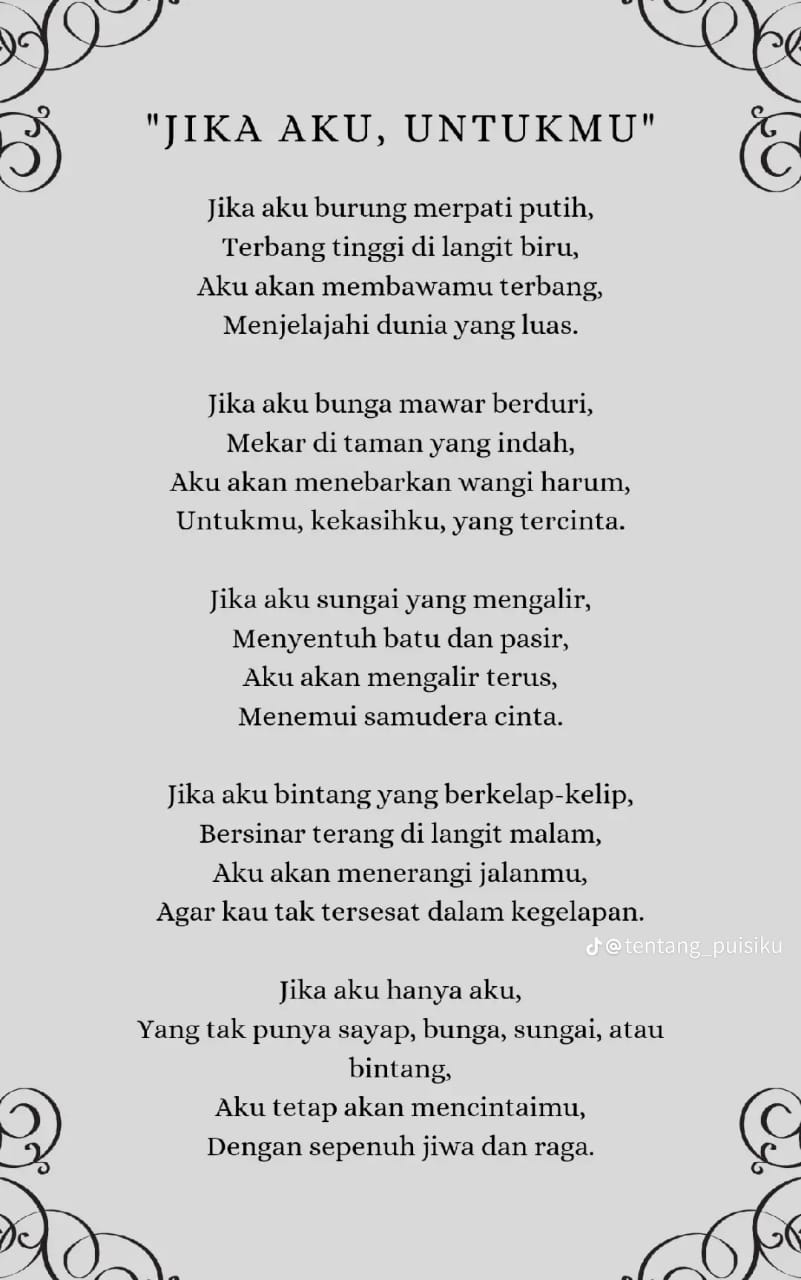 "JIKA AKU, UNTUKMU"
Jika aku burung merpati putih,
Terbang tinggi di langit biru,
Aku akan membawamu terbang,
Menjelajahi dunia yang luas.
Jika aku bunga mawar berduri,
Mekar di taman yang indah,
Aku akan menebarkan wangi harum,
Untukmu, kekasihku, yang tercinta.
Jika aku sungai yang mengalir,
Menyentuh batu dan pasir,
Aku akan mengalir terus,
Menemui samudera cinta.
Jika aku bintang yang berkelap-kelip,
Bersinar terang di langit malam,
Aku akan menerangi jalanmu,
Agar kau tak tersesat dalam kegelapan.
@tentang_puisiku
Jika aku hanya aku,
Yang tak punya sayap, bunga, sungai, atau
bintang,
Aku tetap akan mencintaimu,
Dengan sepenuh jiwa dan raga.